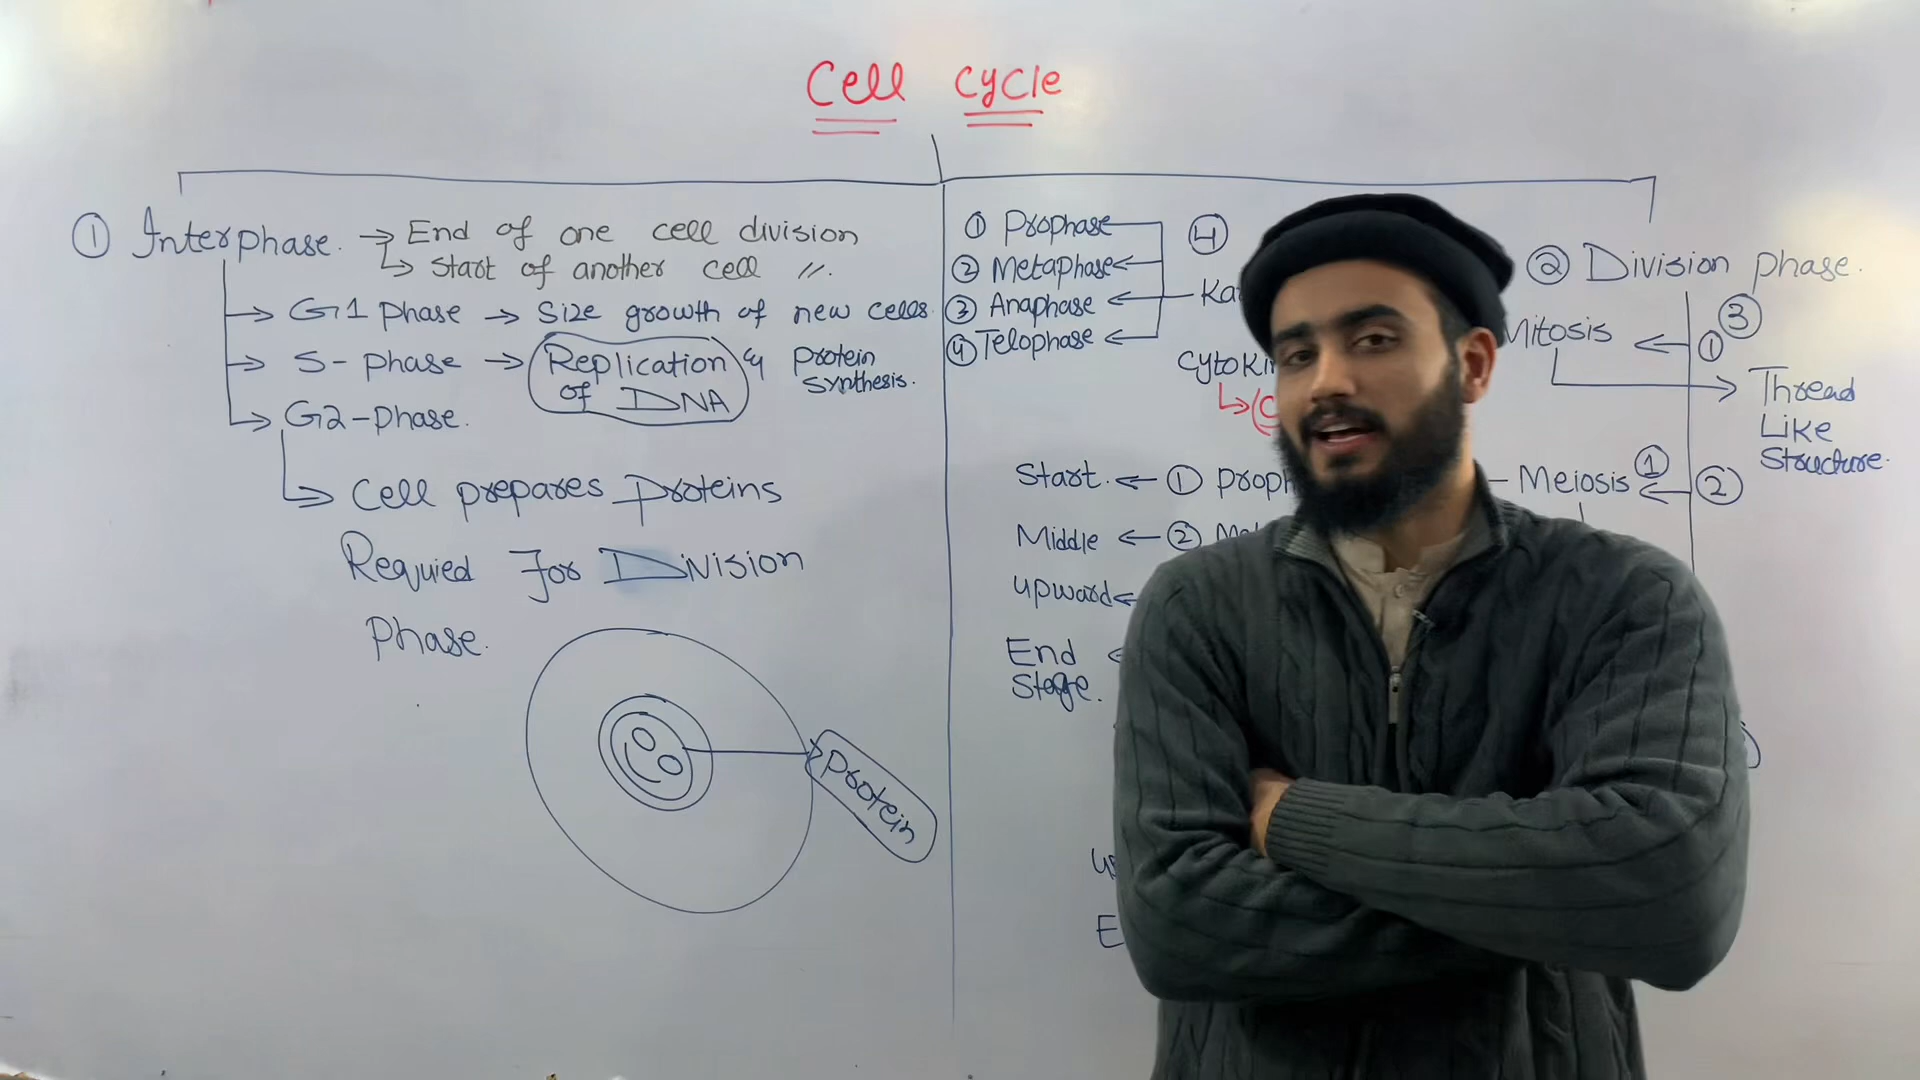 Cell Cycle
① Interphase. → End of one cell division
↳ Start of another cell 〃.
→ G1 Phase → Size growth of new cells.
→ S-Phase → Replication of DNA & Protein Synthesis.
→ G2-Phase.
Cell prepares Proteins
Requied For Division
Phase.
Protein
① Prophase
② Metaphase
③ Anaphase
④ Telophase
④
② Division Phase.
③
Mitosis ← ①
Thread
Like
Structure.
Start. ← ①
Meiosis ① ← ②
Middle ← ②
upward ←
End
Stage.